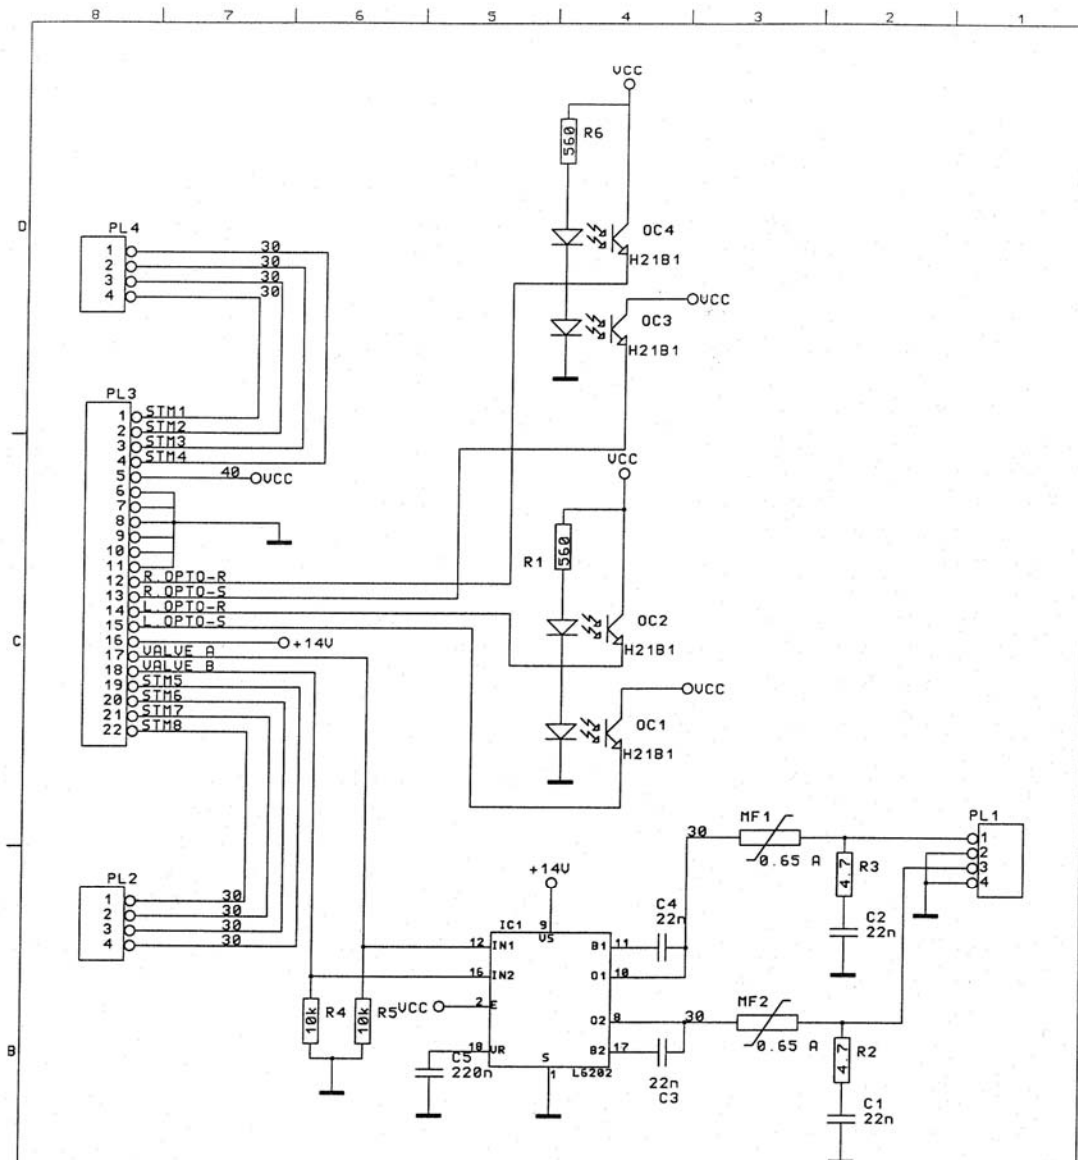 8 7 6 5 4 3 2 1
VCC
560 R6
D
PL4
1 30
2 30
3 30
4 30
OC4
H21B1
VCC
OC3
H21B1
PL3
1 STM1
2 STM2
3 STM3
4 STM4
5 40 VCC
6
7
8
9
10
11
12 R.OPTO-R
13 R.OPTO-S
14 L.OPTO-R
15 L.OPTO-S
16 +14V
17 VALVE A
18 VALVE B
19 STM5
20 STM6
21 STM7
22 STM8
VCC
R1 560
C
OC2
H21B1
VCC
OC1
H21B1
PL2
1 30
2 30
3 30
4 30
+14V
IC1 9
VS
12 IN1 B1 11
16 IN2 O1 10
VCC 2 E
O2 8
18 VR S B2 17
1 L6202
10k R4
10k R5
C5
220n
C4
22n
22n
C3
30 MF1
0.65 A
4.7 R3
C2
22n
PL1
1
2
3
4
30 MF2
0.65 A
4.7 R2
C1
22n
B